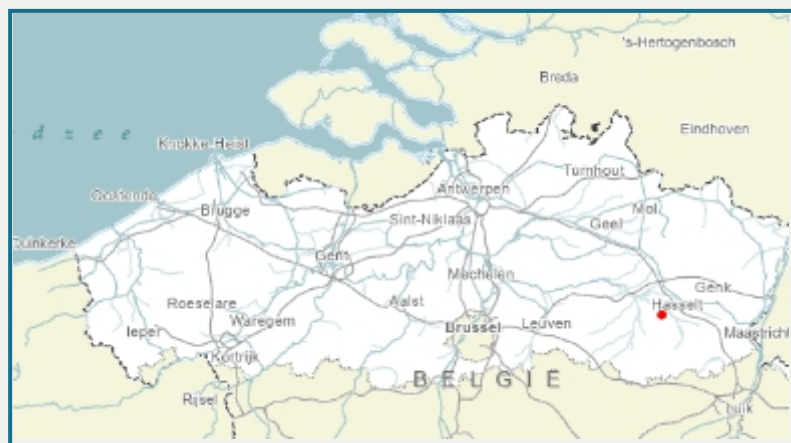 's-Hertogenbosch
Breda
Eindhoven
d z e e
Knokke-Heist
Turnhout
Antwerpen
Oostende
Mol
Brugge
Sint-Niklaas
Geel
Duinkerke
Gent
Mechelen
Genk
Roeselare
Aalst
Hasselt
Waregem
Brussel
Leuven
Ieper
Maastricht
Kortrijk
BELGIË
Rijsel
Luik